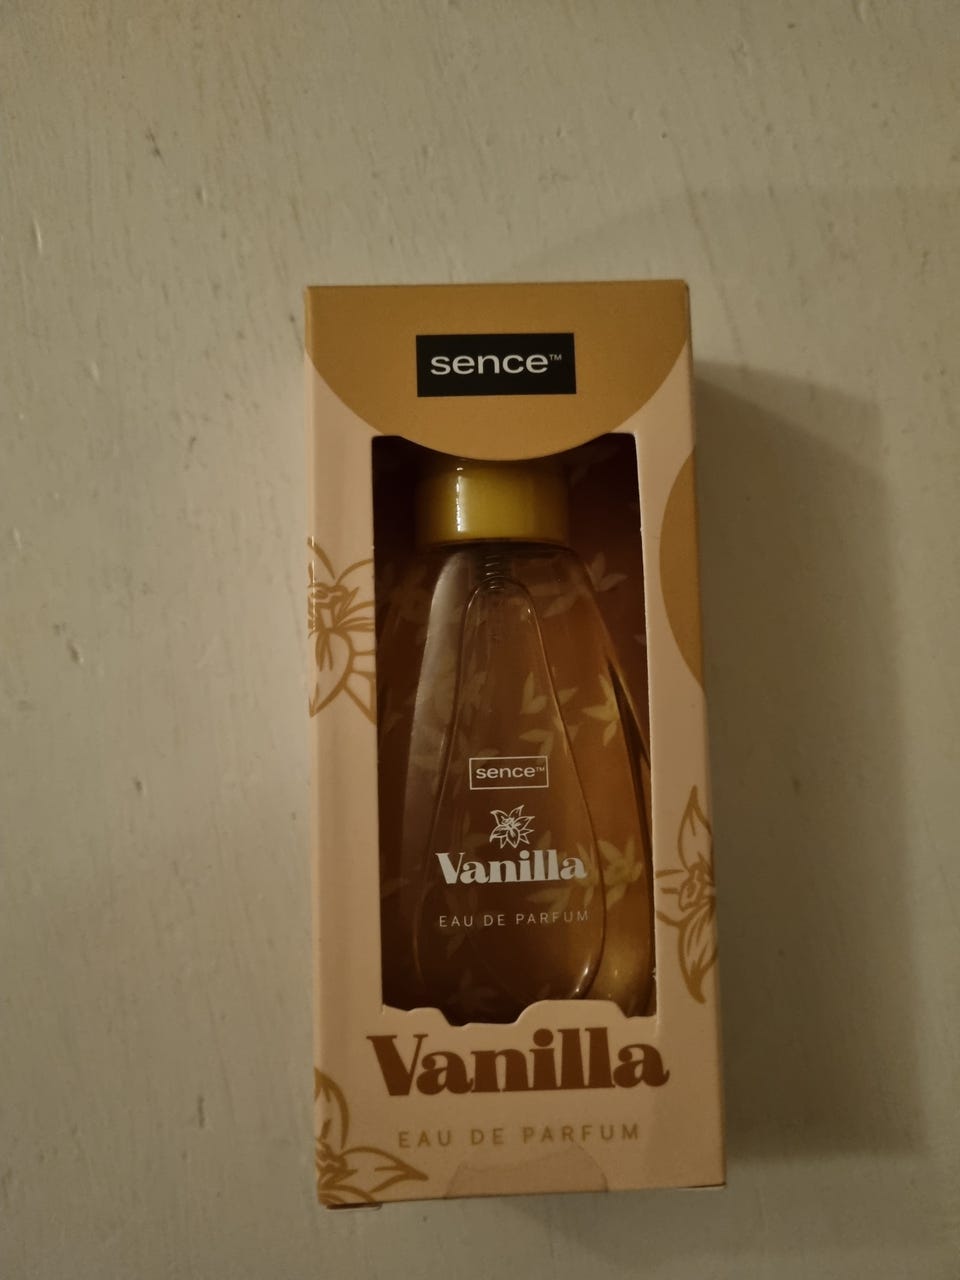 sence™
sence™
Vanilla
EAU DE PARFUM
Vanilla
EAU DE PARFUM